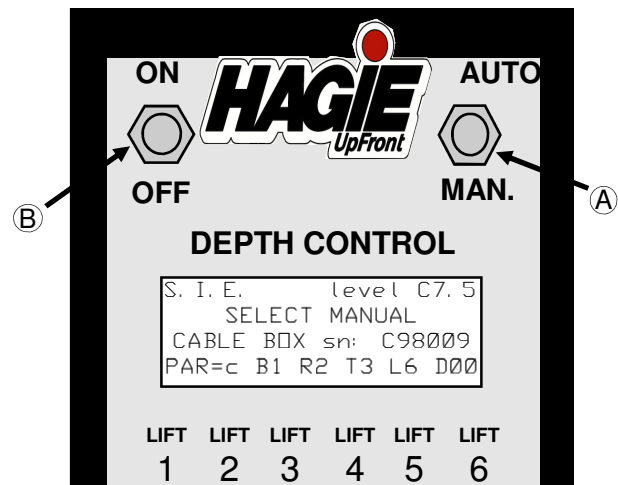 ON AUTO
HAGIE
UpFront
OFF MAN.
B A
DEPTH CONTROL
S. I. E. level C7. 5
SELECT MANUAL
CABLE BOX sn: C98009
PAR=c B1 R2 T3 L6 D00
LIFT LIFT LIFT LIFT LIFT LIFT
1 2 3 4 5 6